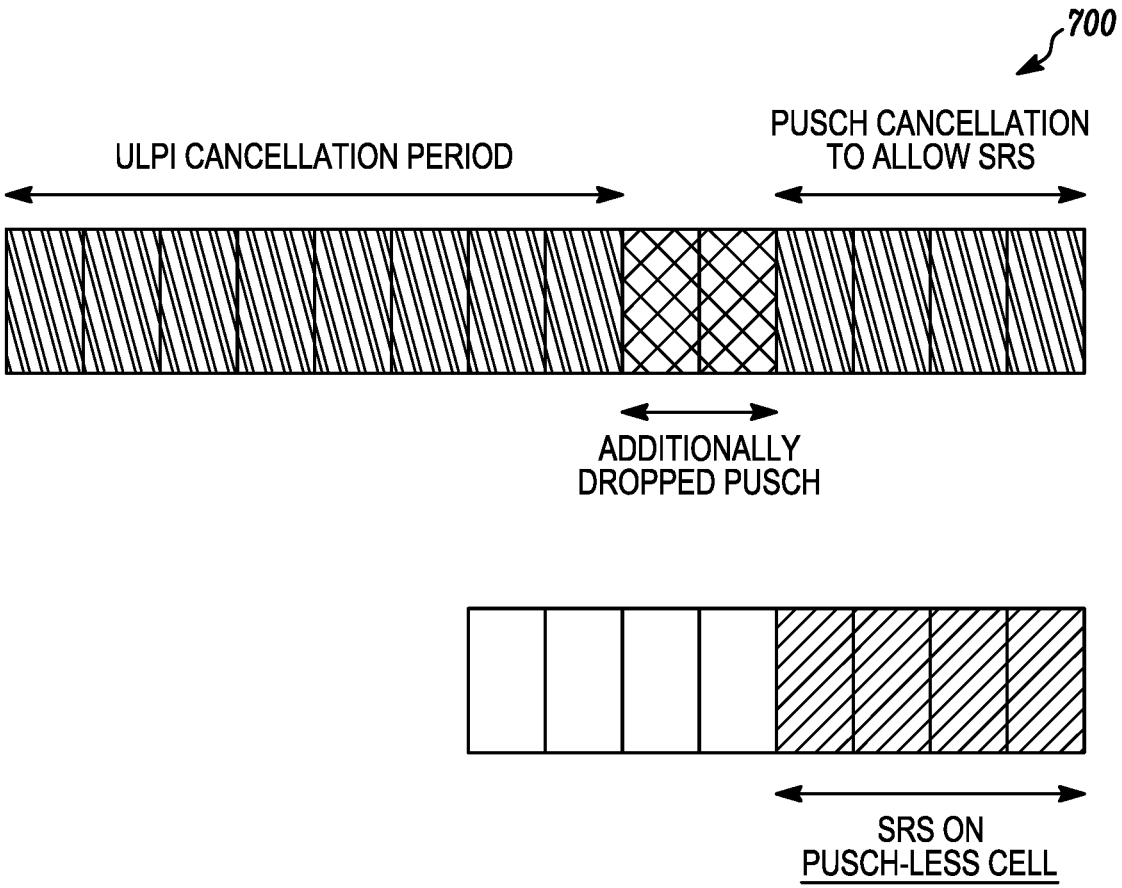 700
ULPI CANCELLATION PERIOD
PUSCH CANCELLATION
TO ALLOW SRS
ADDITIONALLY
DROPPED PUSCH
SRS ON
PUSCH-LESS CELL